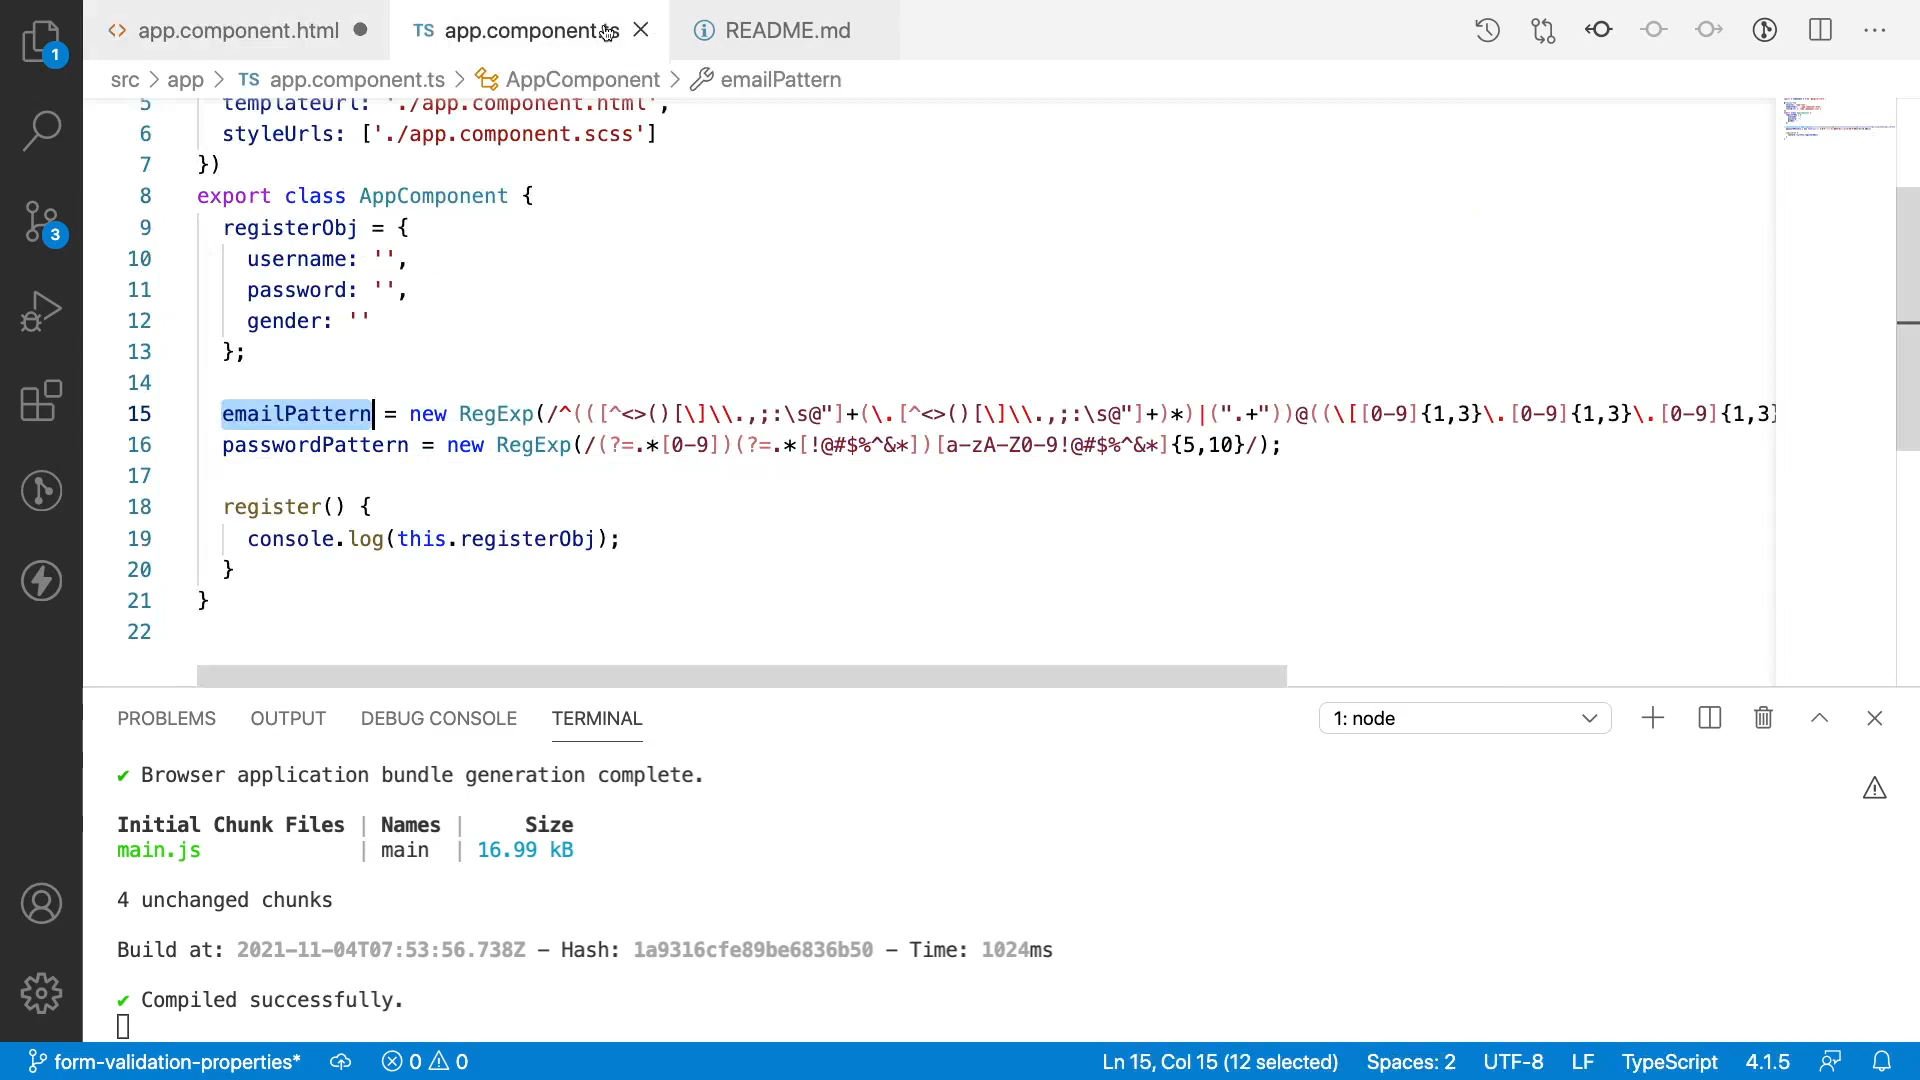 app.component.html
TS app.component.ts
README.md
src > app > TS app.component.ts > AppComponent > emailPattern
5 templateUrl: './app.component.html',
6 styleUrls: ['./app.component.scss']
7 })
8 export class AppComponent {
9 registerObj = {
10 username: '',
11 password: '',
12 gender: ''
13 };
14
15 emailPattern = new RegExp(/^(([^<>()[\]\\.,;:\s@"]+(\.[^<>()[\]\\.,;:\s@"]+)*)|(".+"))@((\[[0-9]{1,3}\.[0-9]{1,3}\.[0-9]{1,3}
16 passwordPattern = new RegExp(/(?=.*[0-9])(?=.*[!@#$%^&*])[a-zA-Z0-9!@#$%^&*]{5,10}/);
17
18 register() {
19 console.log(this.registerObj);
20 }
21 }
22
1
3
PROBLEMS OUTPUT DEBUG CONSOLE TERMINAL
1: node
✔ Browser application bundle generation complete.
Initial Chunk Files | Names | Size
main.js | main | 16.99 kB
4 unchanged chunks
Build at: 2021-11-04T07:53:56.738Z - Hash: 1a9316cfe89be6836b50 - Time: 1024ms
✔ Compiled successfully.
form-validation-properties* 0 0 Ln 15, Col 15 (12 selected) Spaces: 2 UTF-8 LF TypeScript 4.1.5